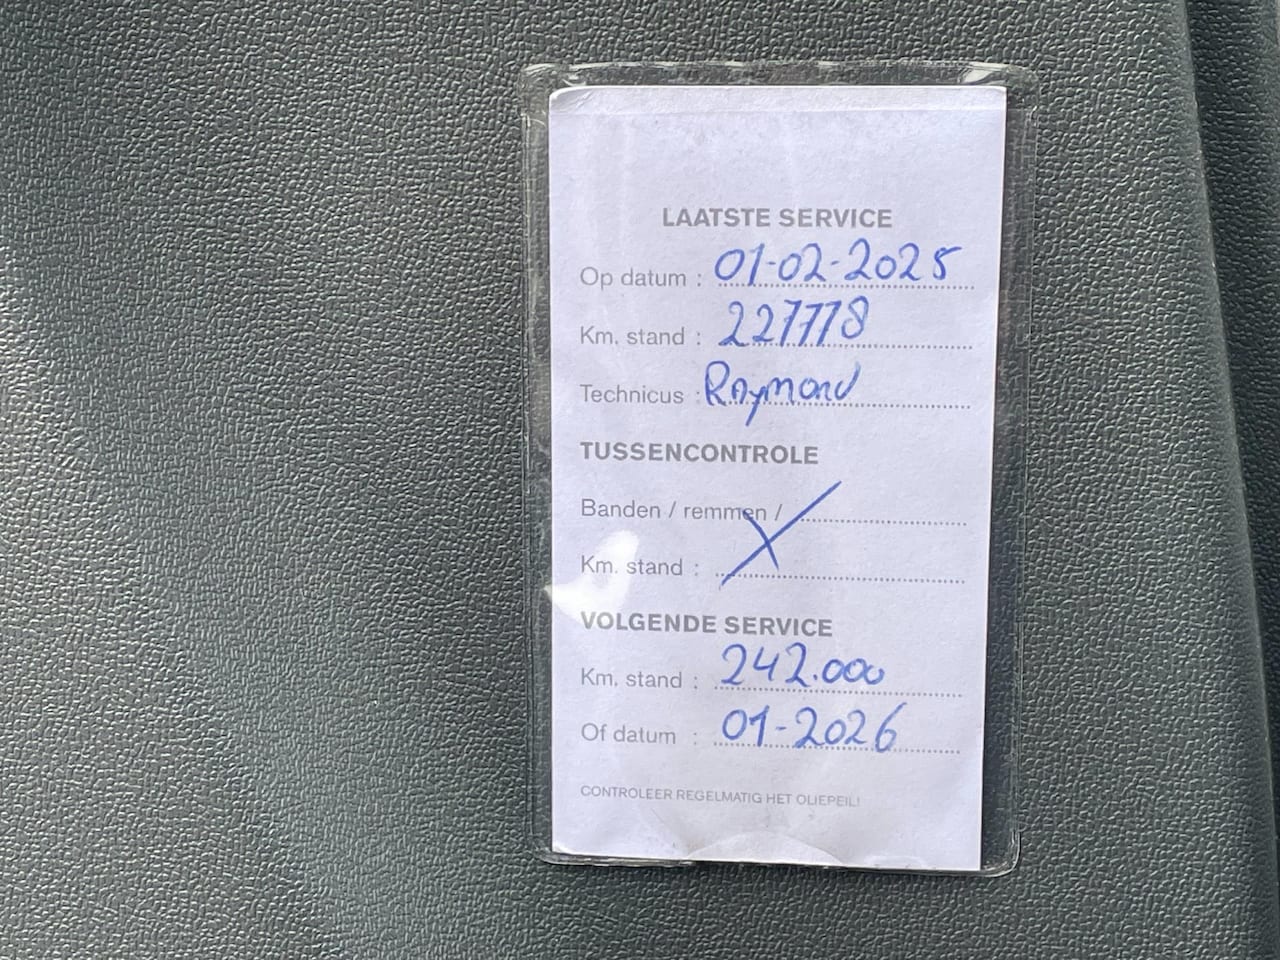 LAATSTE SERVICE
Op datum : 01-02-2025
Km. stand : 227778
Technicus : Raymond
TUSSENCONTROLE
Banden / remmen /
Km. stand :
VOLGENDE SERVICE
Km. stand : 242.000
Of datum : 01-2026
CONTROLEER REGELMATIG HET OLIEPEIL!